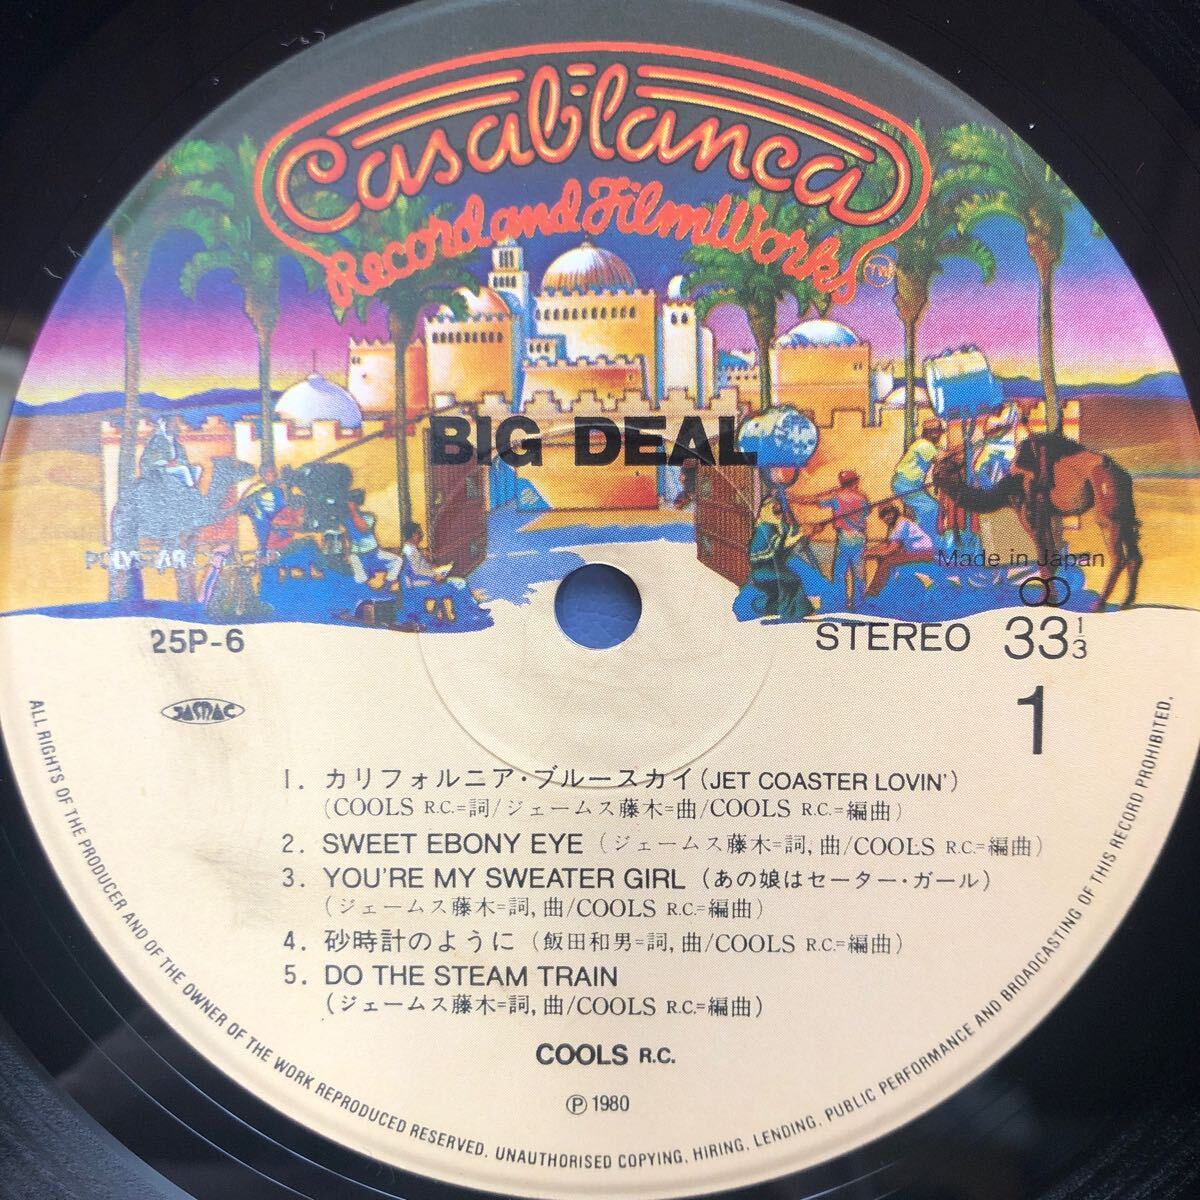 Casablanca
Record and FilmWorks TM
BIG DEAL
POLYSTAR
Made in Japan
25P-6
STEREO 33 1/3
JASRAC
1
1. カリフォルニア・ブルースカイ(JET COASTER LOVIN')
(COOLS R.C.=詞/ジェームス藤木=曲/COOLS R.C.=編曲)
2. SWEET EBONY EYE (ジェームス藤木=詞,曲/COOLS R.C.=編曲)
3. YOU'RE MY SWEATER GIRL (あの娘はセーター・ガール)
(ジェームス藤木=詞,曲/COOLS R.C.=編曲)
4. 砂時計のように (飯田和男=詞,曲/COOLS R.C.=編曲)
5. DO THE STEAM TRAIN
(ジェームス藤木=詞,曲/COOLS R.C.=編曲)
COOLS R.C.
Ⓟ1980
ALL RIGHTS OF THE PRODUCER AND OF THE OWNER OF THE WORK REPRODUCED RESERVED. UNAUTHORISED COPYING, HIRING, LENDING, PUBLIC PERFORMANCE AND BROADCASTING OF THIS RECORD PROHIBITED.